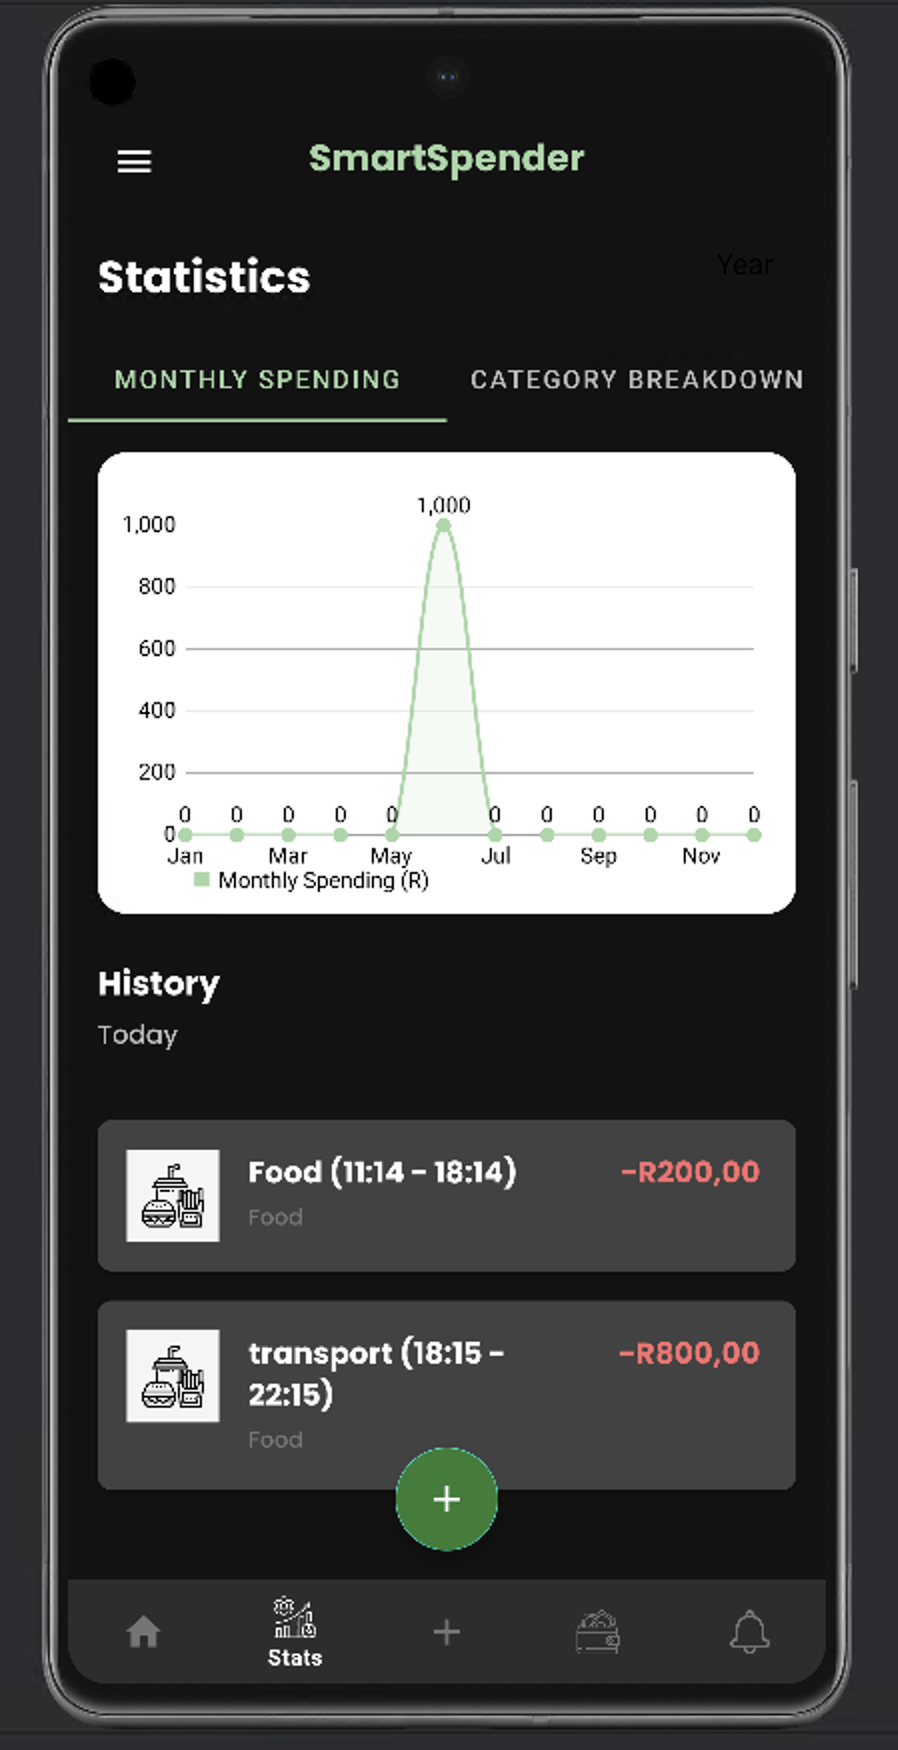 SmartSpender
Statistics
Year
MONTHLY SPENDING
CATEGORY BREAKDOWN
1,000
1,000
800
600
400
200
0 0 0 0 0 0 0 0 0 0 0
0
Jan Mar May Jul Sep Nov
Monthly Spending (R)
History
Today
Food (11:14 - 18:14)
-R200,00
Food
transport (18:15 -
22:15)
-R800,00
Food
+
+
Stats